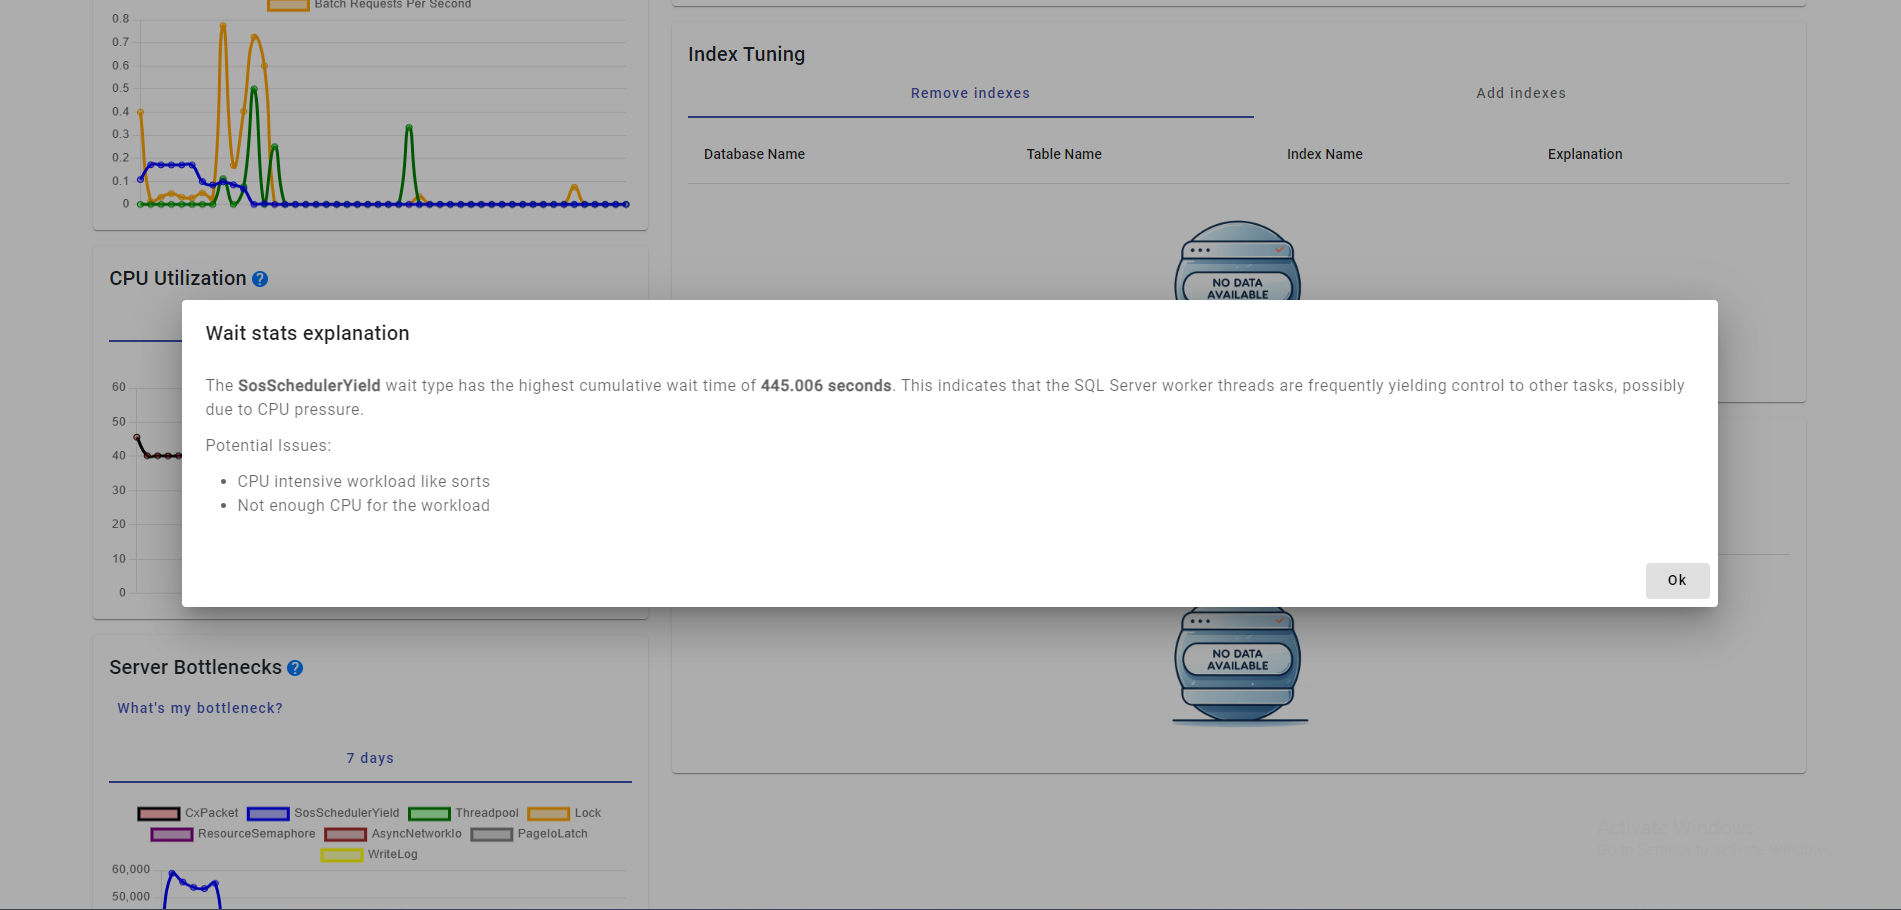 Batch Requests Per Second
0.8
0.7
0.6
0.5
0.4
0.3
0.2
0.1
0
CPU Utilization ?
60
50
40
30
20
10
0
Server Bottlenecks ?
What's my bottleneck?
7 days
CxPacket SosSchedulerYield Threadpool Lock
ResourceSemaphore AsyncNetworkIo PageIoLatch
WriteLog
60,000
50,000
Index Tuning
Remove indexes Add indexes
Database Name Table Name Index Name Explanation
NO DATA
AVAILABLE
Wait stats explanation
The SosSchedulerYield wait type has the highest cumulative wait time of 445.006 seconds. This indicates that the SQL Server worker threads are frequently yielding control to other tasks, possibly
due to CPU pressure.
Potential Issues:
• CPU intensive workload like sorts
• Not enough CPU for the workload
Ok
NO DATA
AVAILABLE
Activate Windows
Go to Settings to activate Windows.